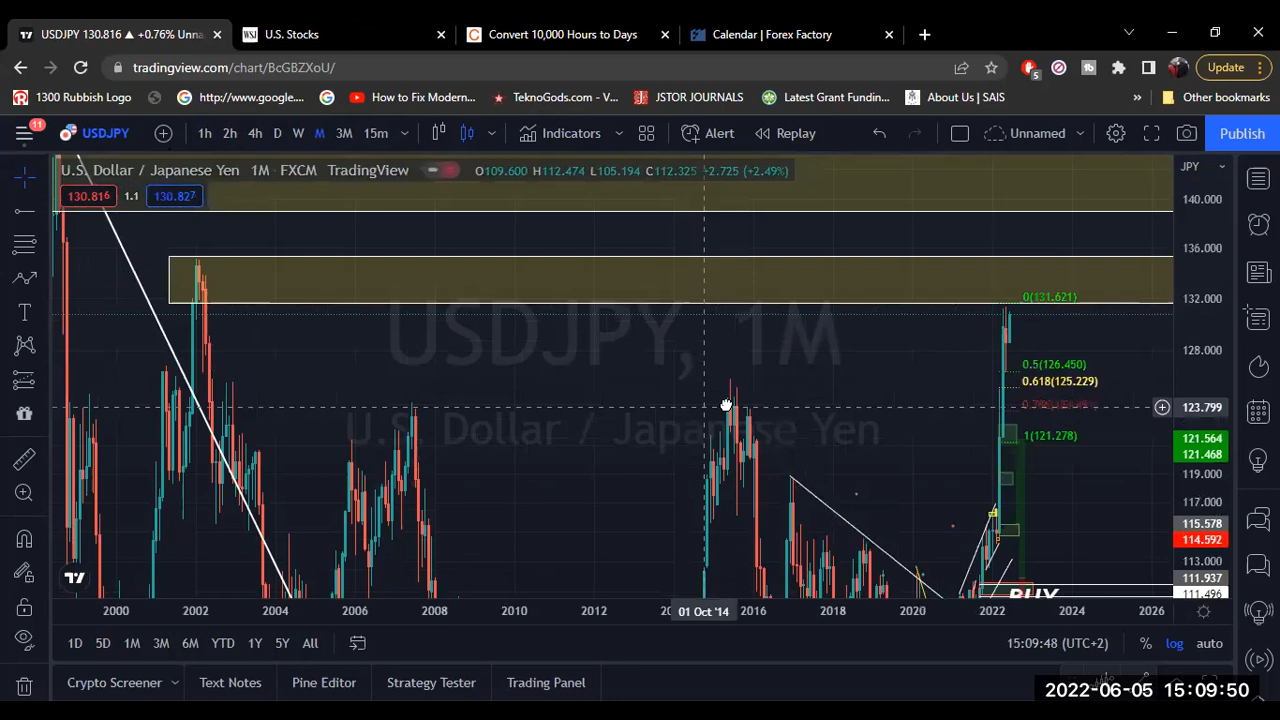 USDJPY 130.816 ▲ +0.76% Unna
WSJ U.S. Stocks
Convert 10,000 Hours to Days
Calendar | Forex Factory
tradingview.com/chart/BcGBZXoU/
5
Update
1300 Rubbish Logo
http://www.google....
How to Fix Modern...
TeknoGods.com - V...
JSTOR JOURNALS
Latest Grant Fundin...
About Us | SAIS
»
Other bookmarks
11
USDJPY
1h 2h 4h D W M 3M 15m
Indicators
Alert
Replay
Unnamed
Publish
U.S. Dollar / Japanese Yen 1M FXCM TradingView
O109.600 H112.474 L105.194 C112.325 +2.725 (+2.49%)
JPY
130.816 1.1 130.827
140.000
136.000
132.000
128.000
123.799
121.564
121.468
119.000
117.000
115.578
114.592
113.000
111.937
111.496
USDJPY, 1M
U.S. Dollar / Japanese Yen
0(131.621)
0.5(126.450)
0.618(125.229)
1(121.278)
BUY
2000 2002 2004 2006 2008 2010 2012 01 Oct '14 2016 2018 2020 2022 2024 2026
1D 5D 1M 3M 6M YTD 1Y 5Y All
15:09:48 (UTC+2) % log auto
Crypto Screener
Text Notes
Pine Editor
Strategy Tester
Trading Panel
2022-06-05 15:09:50